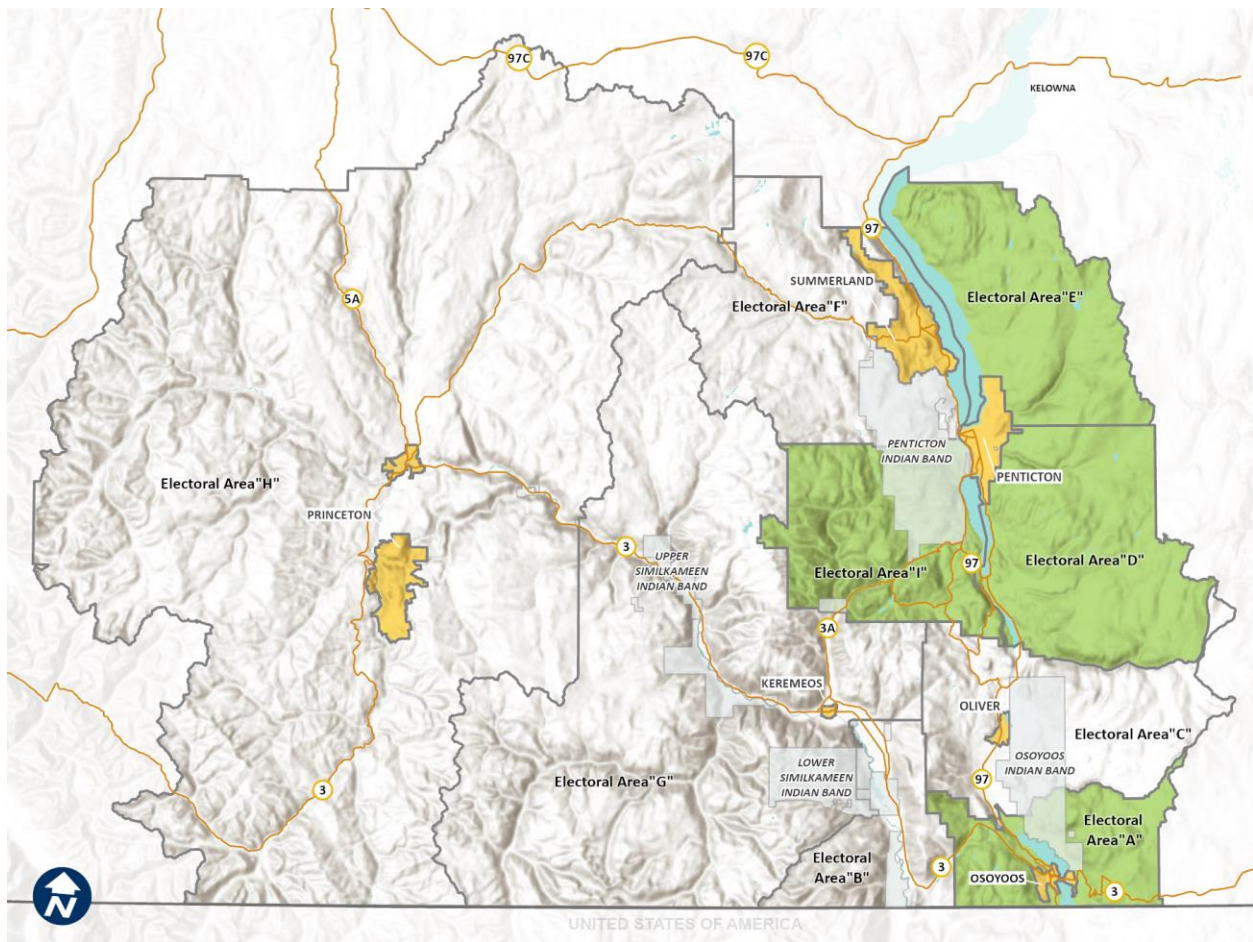 97C
97C
KELOWNA
97
SUMMERLAND
Electoral Area"F"
Electoral Area"E"
5A
PENTICTON
INDIAN BAND
PENTICTON
Electoral Area"H"
PRINCETON
3
UPPER
SIMILKAMEEN
INDIAN BAND
97
Electoral Area"I"
Electoral Area"D"
3A
KEREMEOS
OLIVER
Electoral Area"C"
OSOYOOS
INDIAN BAND
LOWER
SIMILKAMEEN
INDIAN BAND
97
3
Electoral Area"G"
Electoral
Area"A"
Electoral
Area"B"
3
OSOYOOS
3
N
UNITED STATES OF AMERICA